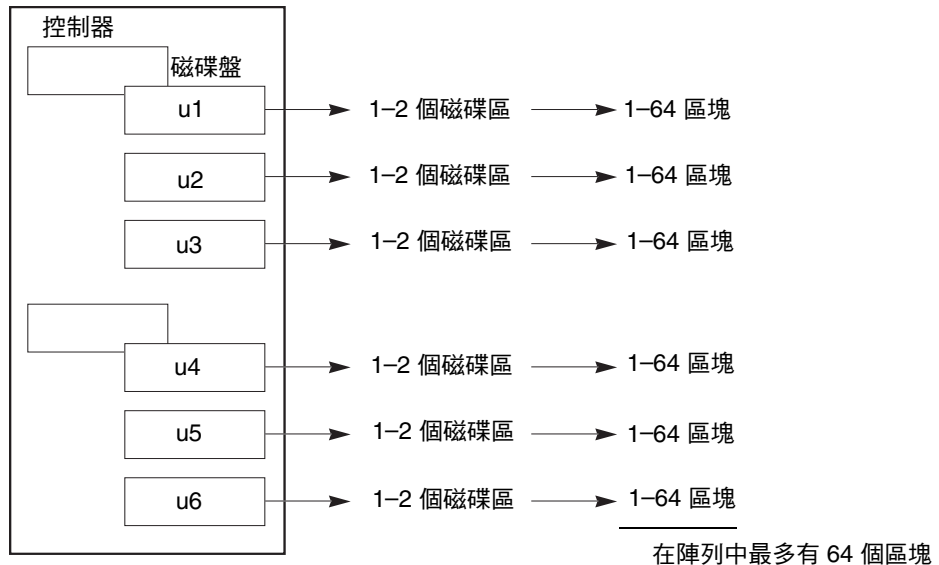 控制器
磁碟盤
u1 1–2 個磁碟區 1–64 區塊
u2 1–2 個磁碟區 1–64 區塊
u3 1–2 個磁碟區 1–64 區塊
u4 1–2 個磁碟區 1–64 區塊
u5 1–2 個磁碟區 1–64 區塊
u6 1–2 個磁碟區 1–64 區塊
在陣列中最多有 64 個區塊